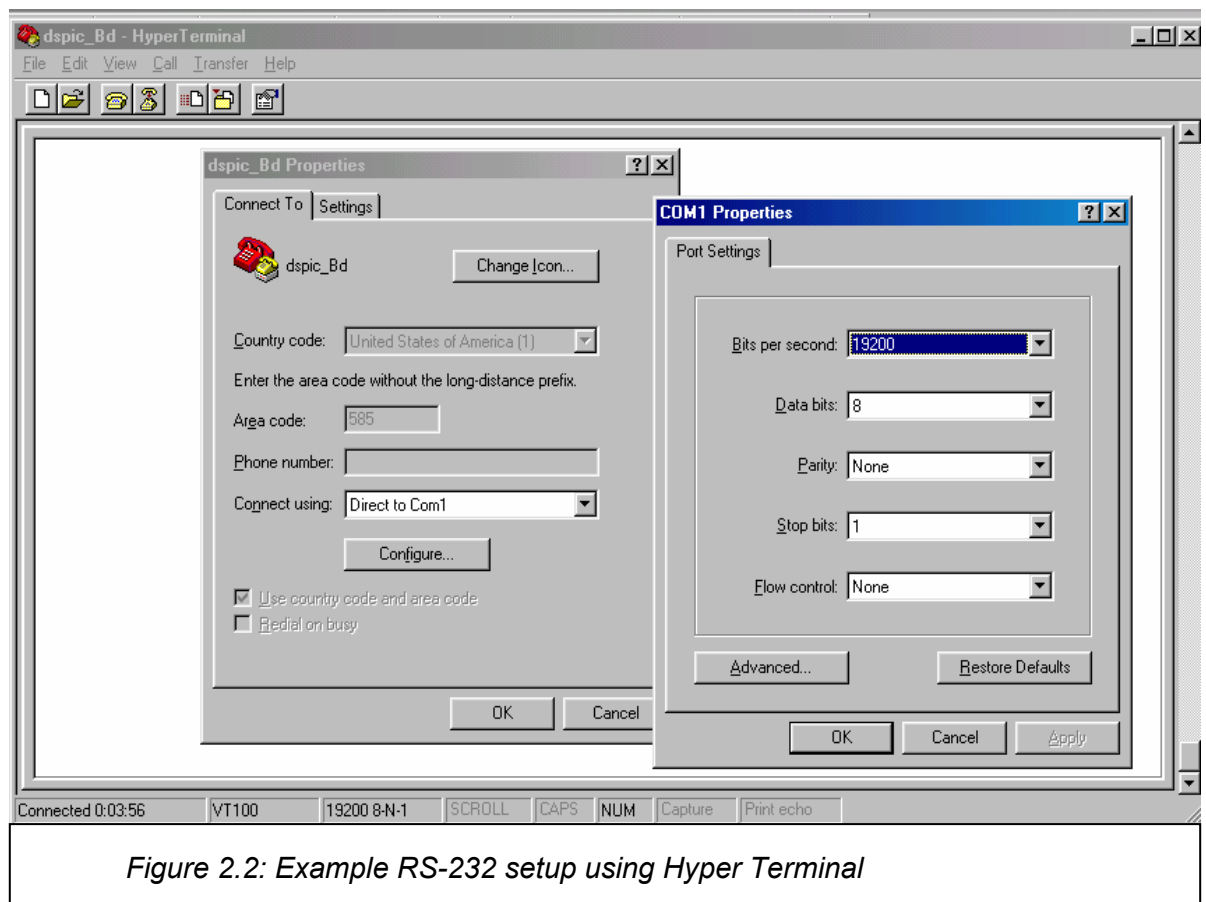 dspic_Bd - HyperTerminal
File Edit View Call Transfer Help
dspic_Bd Properties
Connect To Settings
dspic_Bd
Change Icon...
Country code: United States of America (1)
Enter the area code without the long-distance prefix.
Area code: 585
Phone number:
Connect using: Direct to Com1
Configure...
Use country code and area code
Redial on busy
OK Cancel
COM1 Properties
Port Settings
Bits per second: 19200
Data bits: 8
Parity: None
Stop bits: 1
Flow control: None
Advanced... Restore Defaults
OK Cancel Apply
Connected 0:03:56 VT100 19200 8-N-1 SCROLL CAPS NUM Capture Print echo
Figure 2.2: Example RS-232 setup using Hyper Terminal